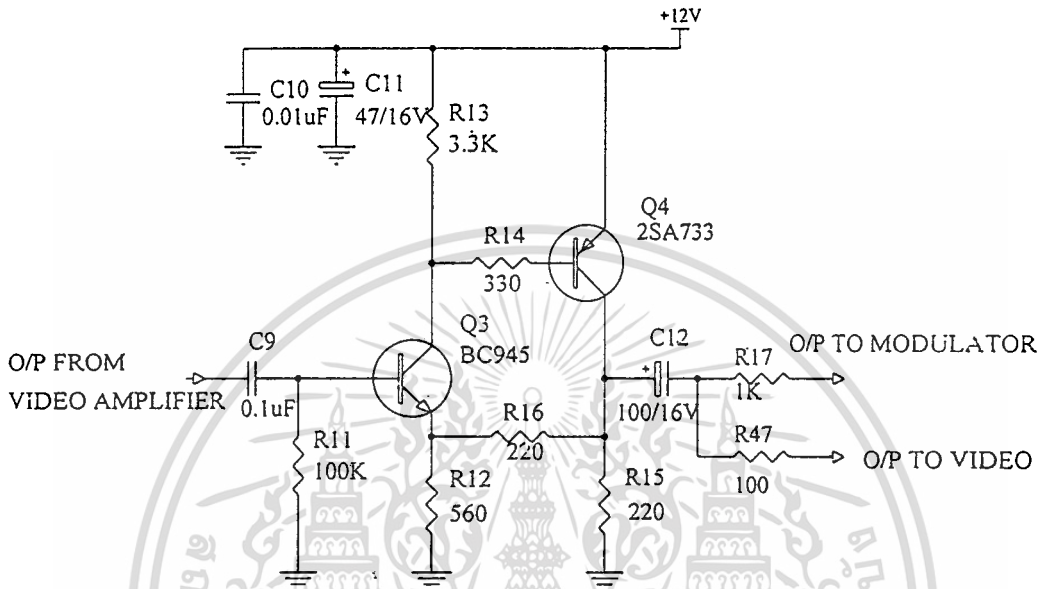 +12V
C10
0.01uF
+
C11
47/16V
R13
3.3K
Q4
2SA733
R14
330
Q3
BC945
C9
0.1uF
O/P FROM
VIDEO AMPLIFIER
C12
+
100/16V
R17
1K
O/P TO MODULATOR
R16
220
R47
100
O/P TO VIDEO
R11
100K
R12
560
R15
220